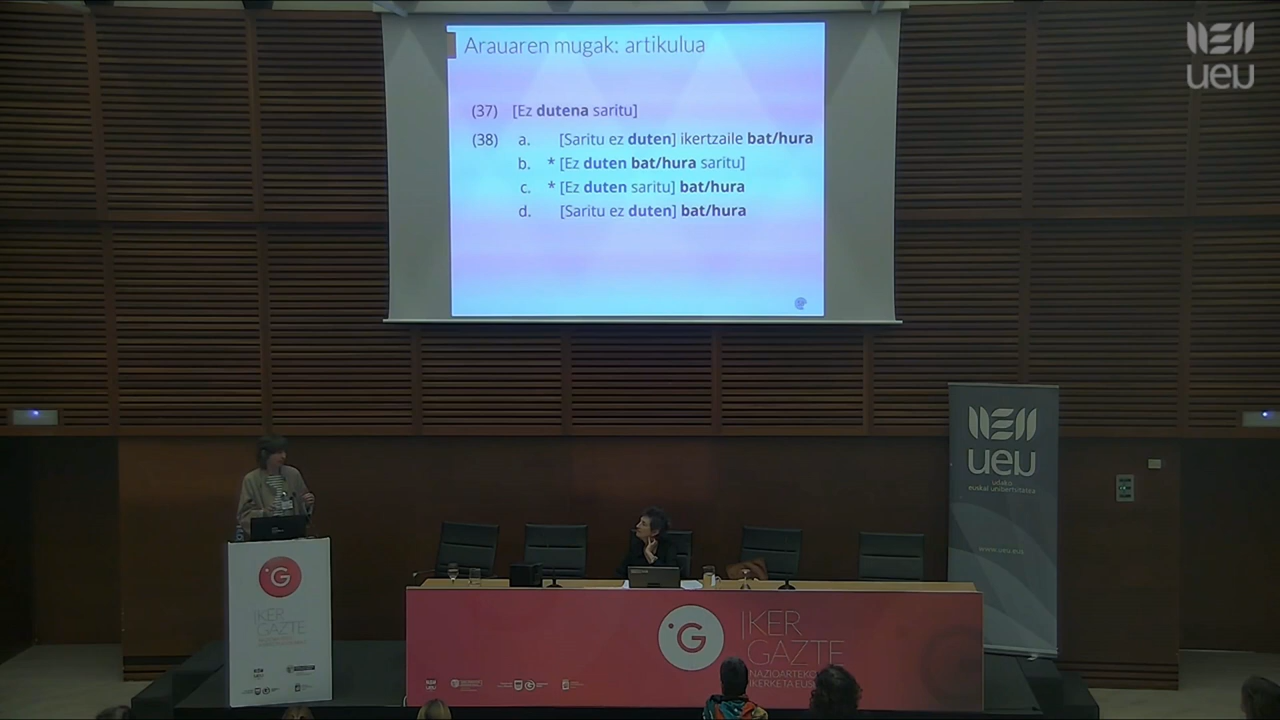 Arauaren mugak: artikulua
(37) [Ez dutena saritu]
(38) a. [Saritu ez duten] ikertzaile bat/hura
b. * [Ez duten bat/hura saritu]
c. * [Ez duten saritu] bat/hura
d. [Saritu ez duten] bat/hura
ueu
ueu
udako
euskal unibertsitatea
www.ueu.eus
G
IKER
GAZTE
G
IKER
GAZTE
NAZIOARTEKO
IKERKETA EUS